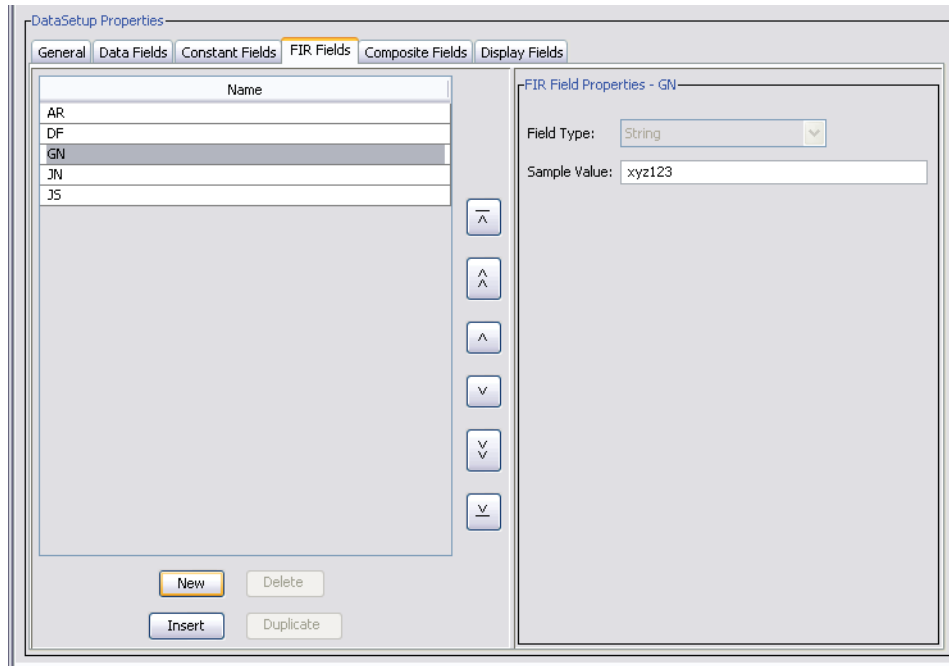 DataSetup Properties
General Data Fields Constant Fields FIR Fields Composite Fields Display Fields
Name
AR
DF
GN
JN
JS
New Delete
Insert Duplicate
FIR Field Properties - GN
Field Type: String
Sample Value: xyz123